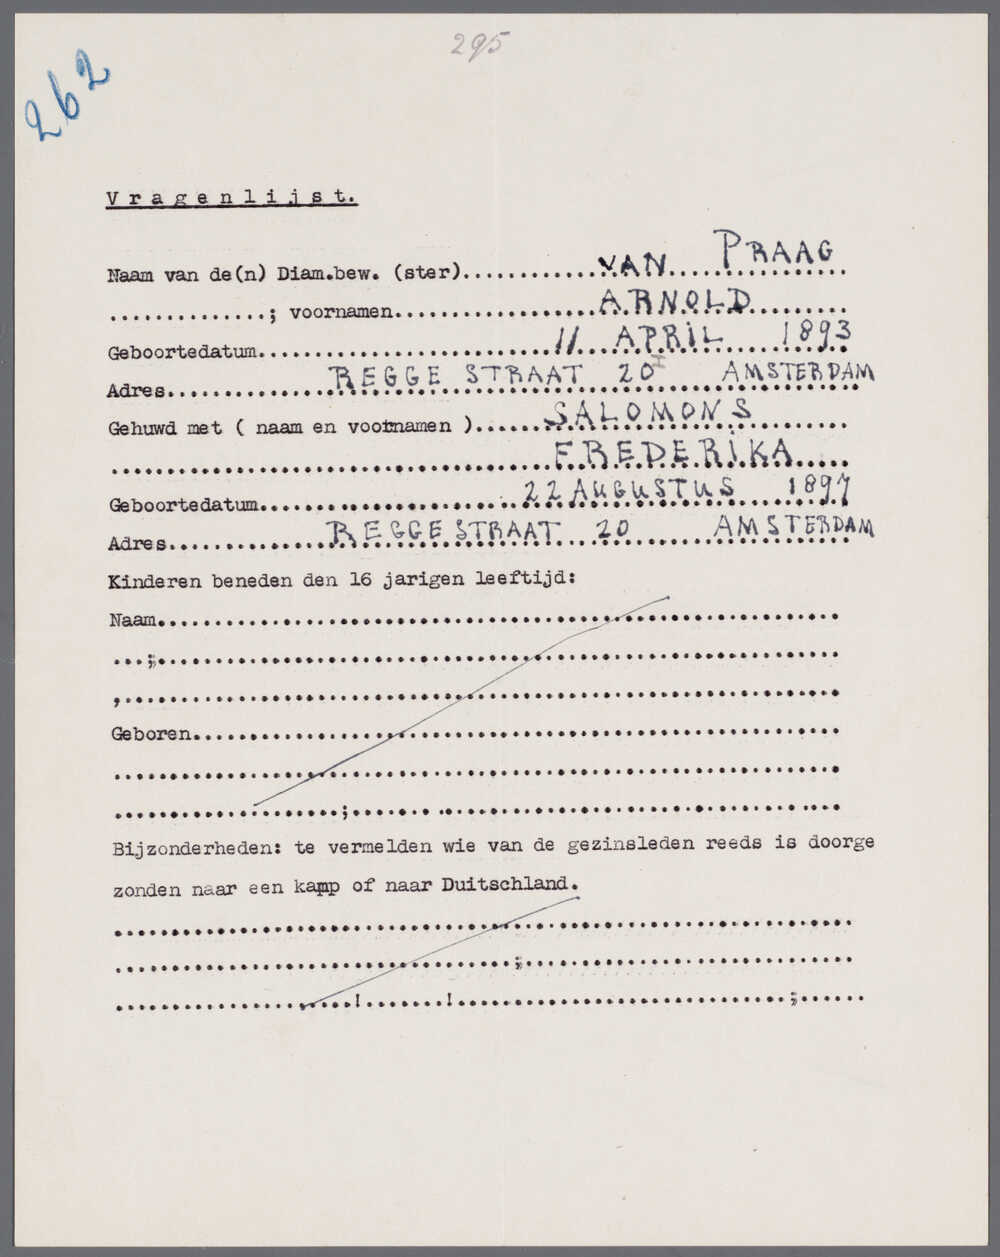 295
262
Vragenlijst.
Naam van de(n) Diam.bew. (ster)..............VAN.....PRAAG
..............; voornamen....................ARNOLD.........
Geboortedatum...........................11 APRIL 1893
Adres...............REGGESTRAAT 20 I AMSTERDAM
Gehuwd met ( naam en voornamen )......SALOMONS
........................................FREDERIKA.....
Geboortedatum........................22 AUGUSTUS 1897
Adres...............REGGESTRAAT 20 AMSTERDAM
Kinderen beneden den 16 jarigen leeftijd:
Naam............................................................
...;............................................................
,...............................................................
Geboren.........................................................
................................................................
.....................;....... ..................................
Bijzonderheden: te vermelden wie van de gezinsleden reeds is doorge
zonden naar een kamp of naar Duitschland.
................................................................
...................................;............................
.....................!.......!.............................;......